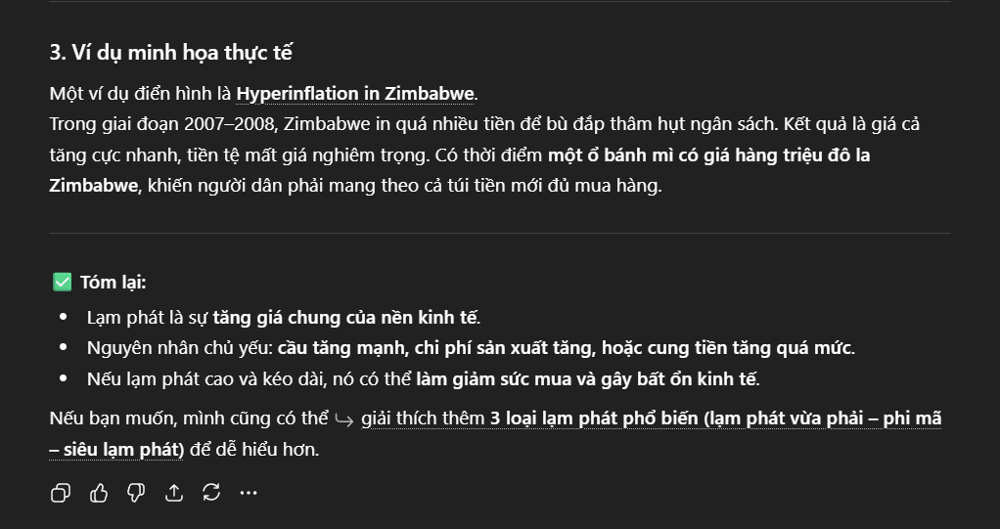 3. Ví dụ minh họa thực tế
Một ví dụ điển hình là Hyperinflation in Zimbabwe.
Trong giai đoạn 2007–2008, Zimbabwe in quá nhiều tiền để bù đắp thâm hụt ngân sách. Kết quả là giá cả
tăng cực nhanh, tiền tệ mất giá nghiêm trọng. Có thời điểm một ổ bánh mì có giá hàng triệu đô la
Zimbabwe, khiến người dân phải mang theo cả túi tiền mới đủ mua hàng.
✅ Tóm lại:
• Lạm phát là sự tăng giá chung của nền kinh tế.
• Nguyên nhân chủ yếu: cầu tăng mạnh, chi phí sản xuất tăng, hoặc cung tiền tăng quá mức.
• Nếu lạm phát cao và kéo dài, nó có thể làm giảm sức mua và gây bất ổn kinh tế.
Nếu bạn muốn, mình cũng có thể ↪ giải thích thêm 3 loại lạm phát phổ biến (lạm phát vừa phải – phi mã
– siêu lạm phát) để dễ hiểu hơn.